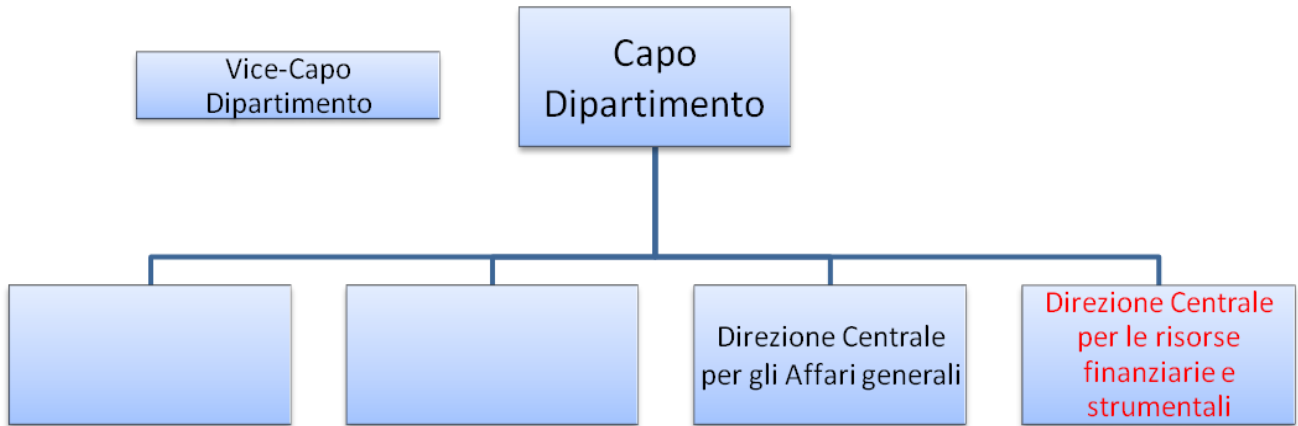 Vice-Capo
Dipartimento
Capo
Dipartimento
Direzione Centrale
per gli Affari generali
Direzione Centrale
per le risorse
finanziarie e
strumentali